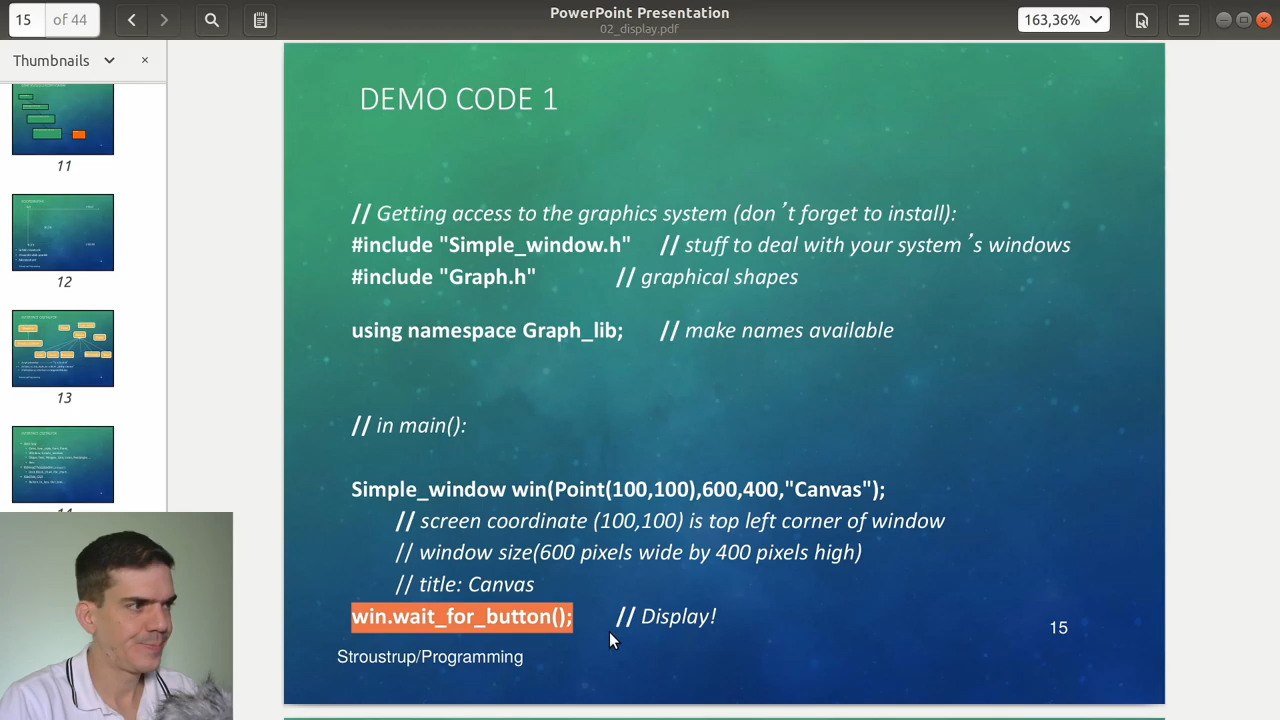 15 of 44
PowerPoint Presentation
02_display.pdf
163,36%
Thumbnails
11
12
13
DEMO CODE 1
// Getting access to the graphics system (don’t forget to install):
#include "Simple_window.h" // stuff to deal with your system’s windows
#include "Graph.h" // graphical shapes
using namespace Graph_lib; // make names available
// in main():
Simple_window win(Point(100,100),600,400,"Canvas");
// screen coordinate (100,100) is top left corner of window
// window size(600 pixels wide by 400 pixels high)
// title: Canvas
win.wait_for_button(); // Display!
15
Stroustrup/Programming